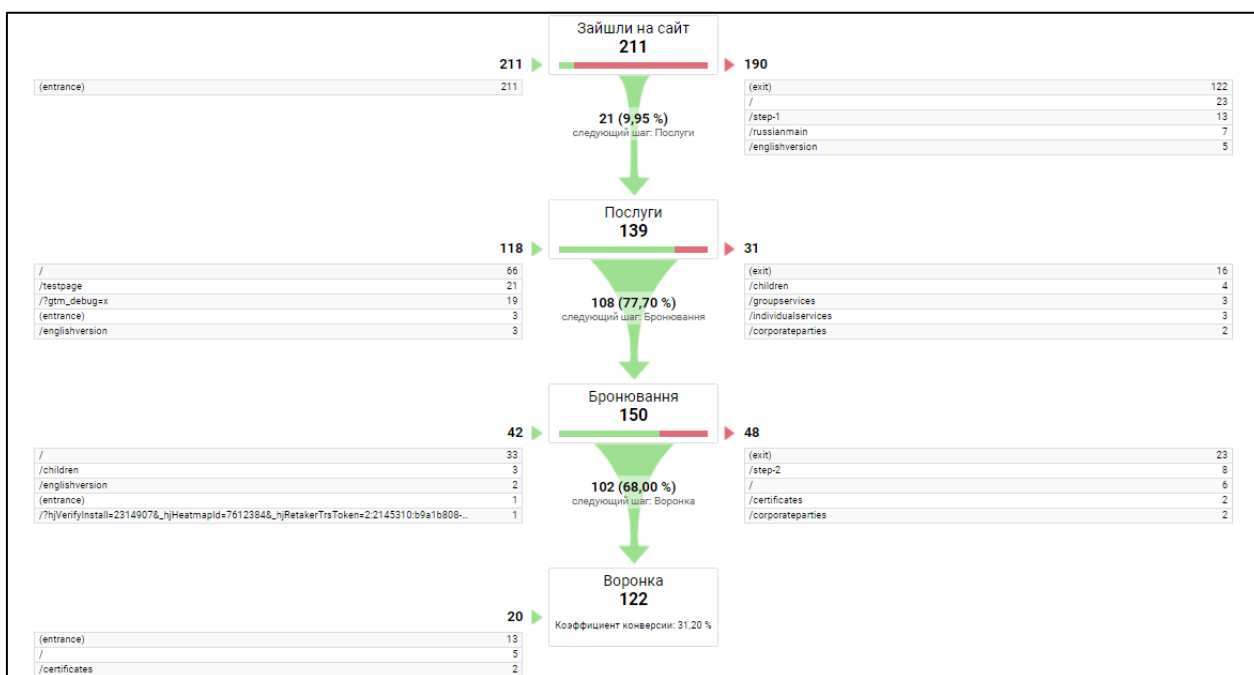 Зайшли на сайт
211
211
190
(entrance) 211
(exit) 122
/ 23
/step-1 13
/russianmain 7
/englishversion 5
21 (9,95 %)
следующий шаг: Послуги
Послуги
139
118
31
/ 66
/testpage 21
/?gtm_debug=x 19
(entrance) 3
/englishversion 3
(exit) 16
/children 4
/groupservices 3
/individualservices 3
/corporateparties 2
108 (77,70 %)
следующий шаг: Бронювання
Бронювання
150
42
48
/ 33
/children 3
/englishversion 2
(entrance) 1
/?hjVerifyInstall=2314907&_hjHeatmapId=7612384&_hjRetakerTrsToken=2:2145310:b9a1b808-... 1
(exit) 23
/step-2 8
/ 6
/certificates 2
/corporateparties 2
102 (68,00 %)
следующий шаг: Воронка
Воронка
122
Коэффициент конверсии: 31,20 %
20
(entrance) 13
/ 5
/certificates 2